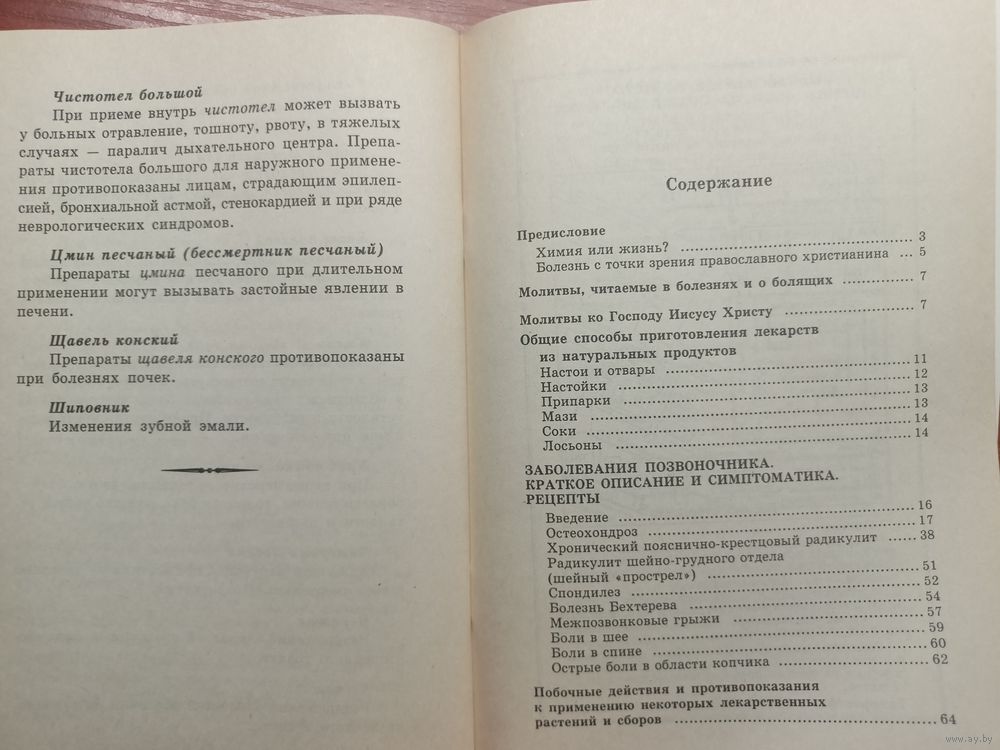 Чистотел большой
При приеме внутрь чистотел может вызвать
у больных отравление, тошноту, рвоту, в тяжелых
случаях — паралич дыхательного центра. Препа-
раты чистотела большого для наружного примене-
ния противопоказаны лицам, страдающим эпилеп-
сией, бронхиальной астмой, стенокардией и при ряде
неврологических синдромов.
Цмин песчаный (бессмертник песчаный)
Препараты цмина песчаного при длительном
применении могут вызывать застойные явлении в
печени.
Щавель конский
Препараты щавеля конского противопоказаны
при болезнях почек.
Шиповник
Изменения зубной эмали.
Содержание
Предисловие
Химия или жизнь? ........ 3
Болезнь с точки зрения православного христианина ... 5
Молитвы, читаемые в болезнях и о болящих ........ 7
Молитвы ко Господу Иисусу Христу ........ 7
Общие способы приготовления лекарств
из натуральных продуктов
Настои и отвары ........ 11
Настойки ........ 12
Припарки ........ 13
Мази ........ 13
Соки ........ 14
Лосьоны ........ 14
ЗАБОЛЕВАНИЯ ПОЗВОНОЧНИКА.
КРАТКОЕ ОПИСАНИЕ И СИМПТОМАТИКА.
РЕЦЕПТЫ
Введение ........ 16
Остеохондроз ........ 17
Хронический пояснично-крестцовый радикулит ...... 38
Радикулит шейно-грудного отдела
(шейный «прострел») ........ 51
Спондилез ........ 52
Болезнь Бехтерева ........ 54
Межпозвонковые грыжи ........ 57
Боли в шее ........ 59
Боли в спине ........ 60
Острые боли в области копчика ........ 62
Побочные действия и противопоказания
к применению некоторых лекарственных
растений и сборов ........ 64
www.ay.by